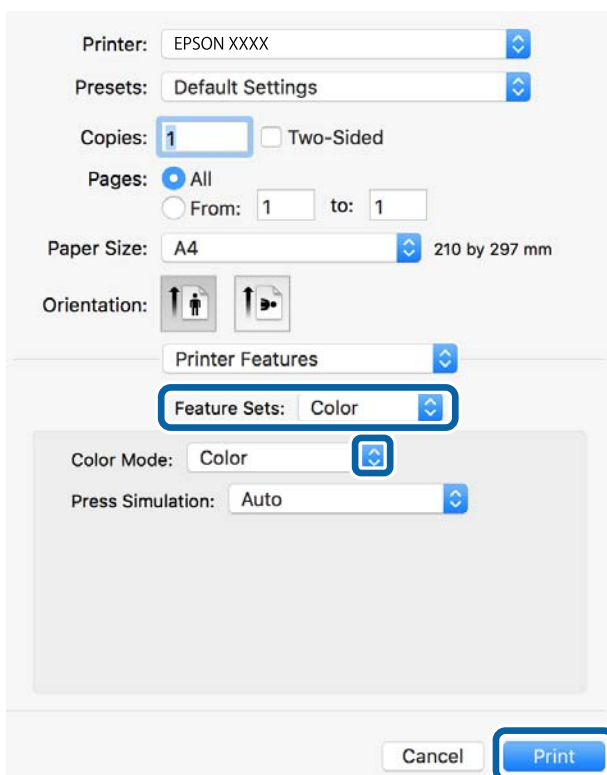 Printer: EPSON XXXX
Presets: Default Settings
Copies: 1 Two-Sided
Pages: All
From: 1 to: 1
Paper Size: A4 210 by 297 mm
Orientation:
Printer Features
Feature Sets: Color
Color Mode: Color
Press Simulation: Auto
Cancel Print